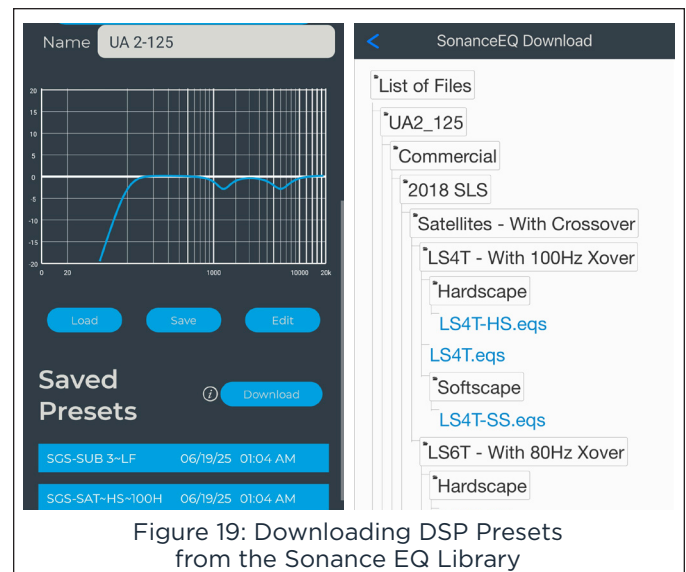 Name UA 2-125
20
15
10
5
0
-5
-10
-15
-20
0 20 1000 10000 20k
Load Save Edit
Saved
Presets
i Download
SGS-SUB 3~LF 06/19/25 01:04 AM
SGS-SAT~HS~100H 06/19/25 01:04 AM
< SonanceEQ Download
List of Files
UA2_125
Commercial
2018 SLS
Satellites - With Crossover
LS4T - With 100Hz Xover
Hardscape
LS4T-HS.eqs
LS4T.eqs
Softscape
LS4T-SS.eqs
LS6T - With 80Hz Xover
Hardscape
Figure 19: Downloading DSP Presets
from the Sonance EQ Library